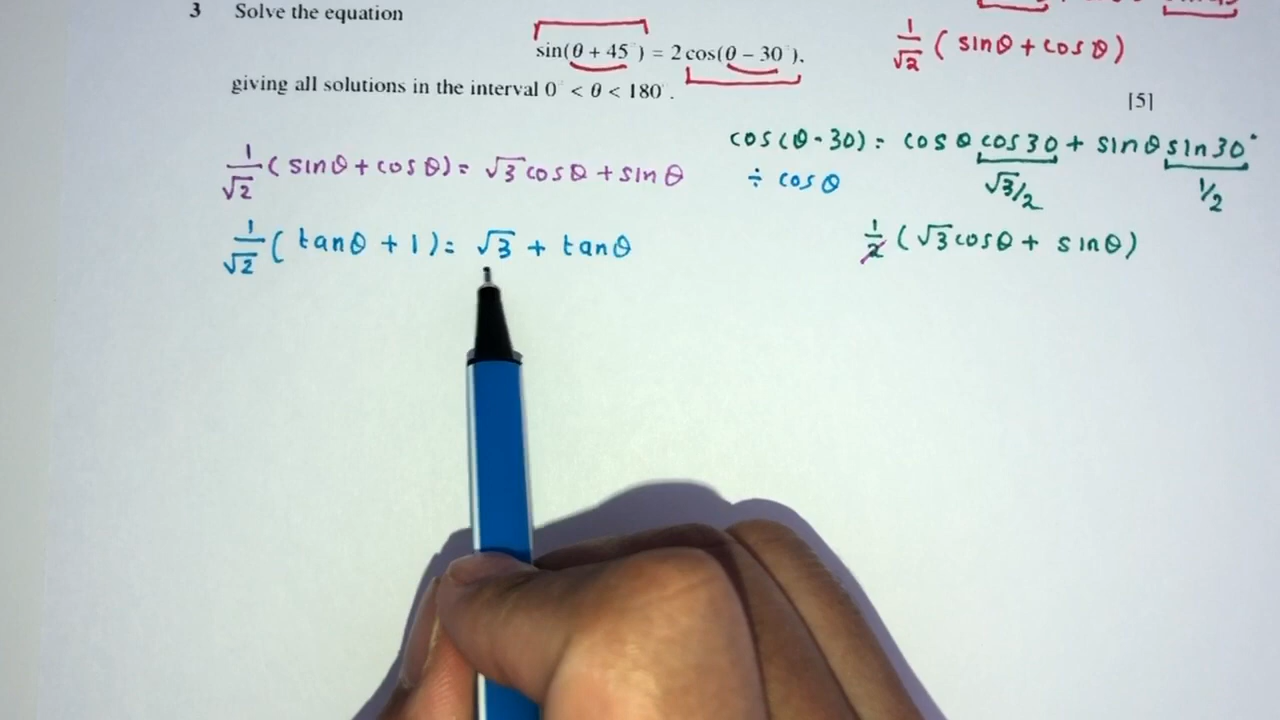 3 Solve the equation
sin(θ + 45°) = 2 cos(θ – 30°),
giving all solutions in the interval 0° < θ < 180°.
[5]
1/√2 (sinθ + cosθ)
cos(θ-30) = cosθ cos30 + sinθ sin30°
√3/2 1/2
1/2 (√3cosθ + sinθ)
1/√2 (sinθ + cosθ) = √3 cosθ + sinθ ÷ cosθ
1/√2 (tanθ + 1) = √3 + tanθ